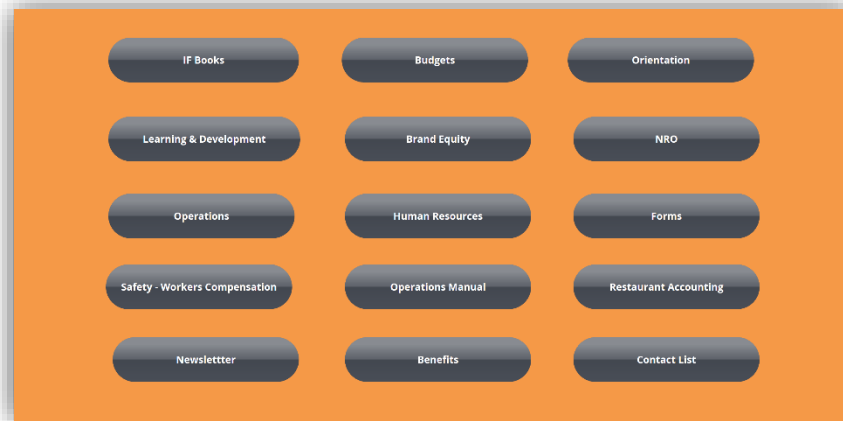 IF Books
Budgets
Orientation
Learning & Development
Brand Equity
NRO
Operations
Human Resources
Forms
Safety - Workers Compensation
Operations Manual
Restaurant Accounting
Newslettter
Benefits
Contact List